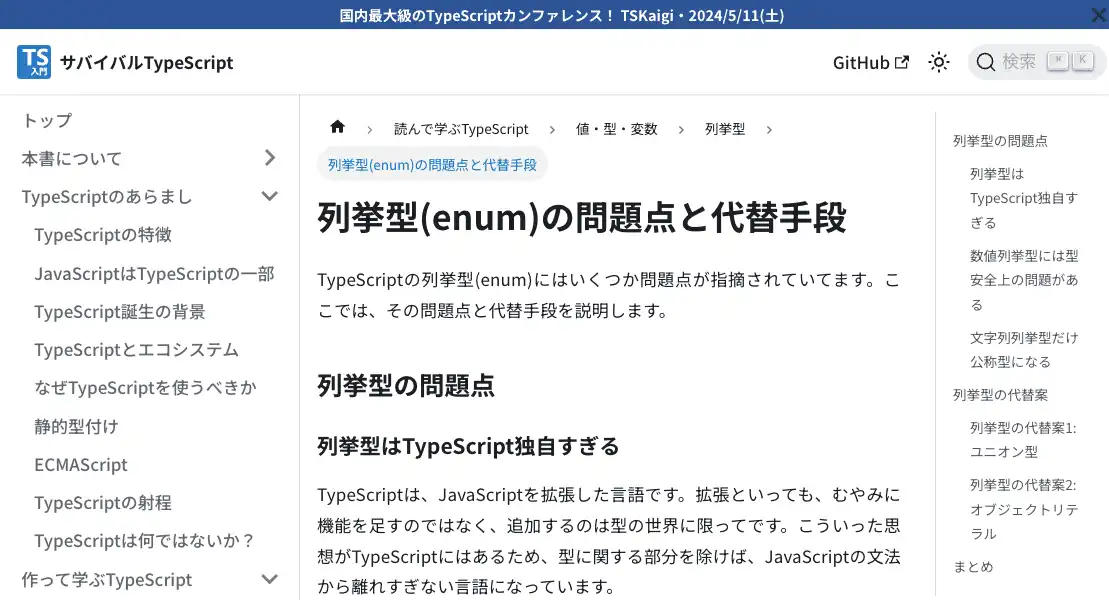 国内最大級のTypeScriptカンファレンス！ TSKaigi・2024/5/11(土)
TS
入門
サバイバルTypeScript
GitHub
検索
⌘ K
トップ
本書について
TypeScriptのあらまし
TypeScriptの特徴
JavaScriptはTypeScriptの一部
TypeScript誕生の背景
TypeScriptとエコシステム
なぜTypeScriptを使うべきか
静的型付け
ECMAScript
TypeScriptの射程
TypeScriptは何ではないか？
作って学ぶTypeScript
読んで学ぶTypeScript
値・型・変数
列挙型
列挙型(enum)の問題点と代替手段
列挙型(enum)の問題点と代替手段
TypeScriptの列挙型(enum)にはいくつか問題点が指摘されていてます。こ
こでは、その問題点と代替手段を説明します。
列挙型の問題点
列挙型はTypeScript独自すぎる
TypeScriptは、JavaScriptを拡張した言語です。拡張といっても、むやみに
機能を足すのではなく、追加するのは型の世界に限ってです。こういった思
想がTypeScriptにはあるため、型に関する部分を除けば、JavaScriptの文法
から離れすぎない言語になっています。
列挙型の問題点
列挙型は
TypeScript独自す
ぎる
数値列挙型には型
安全上の問題があ
る
文字列列挙型だけ
公称型になる
列挙型の代替案
列挙型の代替案1:
ユニオン型
列挙型の代替案2:
オブジェクトリテ
ラル
まとめ